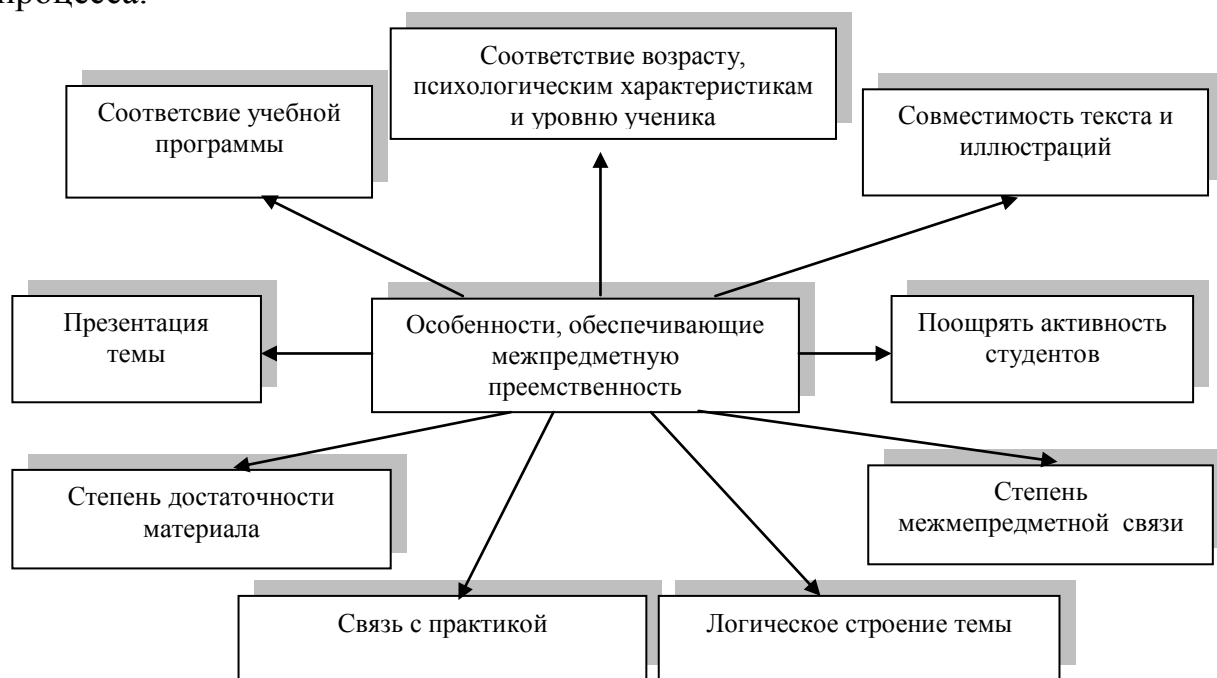 процесса.
Соответствие возрасту,
психологическим характеристикам
и уровню ученика
Соответсвие учебной
программы
Совместимость текста и
иллюстраций
Презентация
темы
Особенности, обеспечивающие
межпредметную
преемственность
Поощрять активность
студентов
Степень достаточности
материала
Степень
межмепредметной связи
Связь с практикой
Логическое строение темы